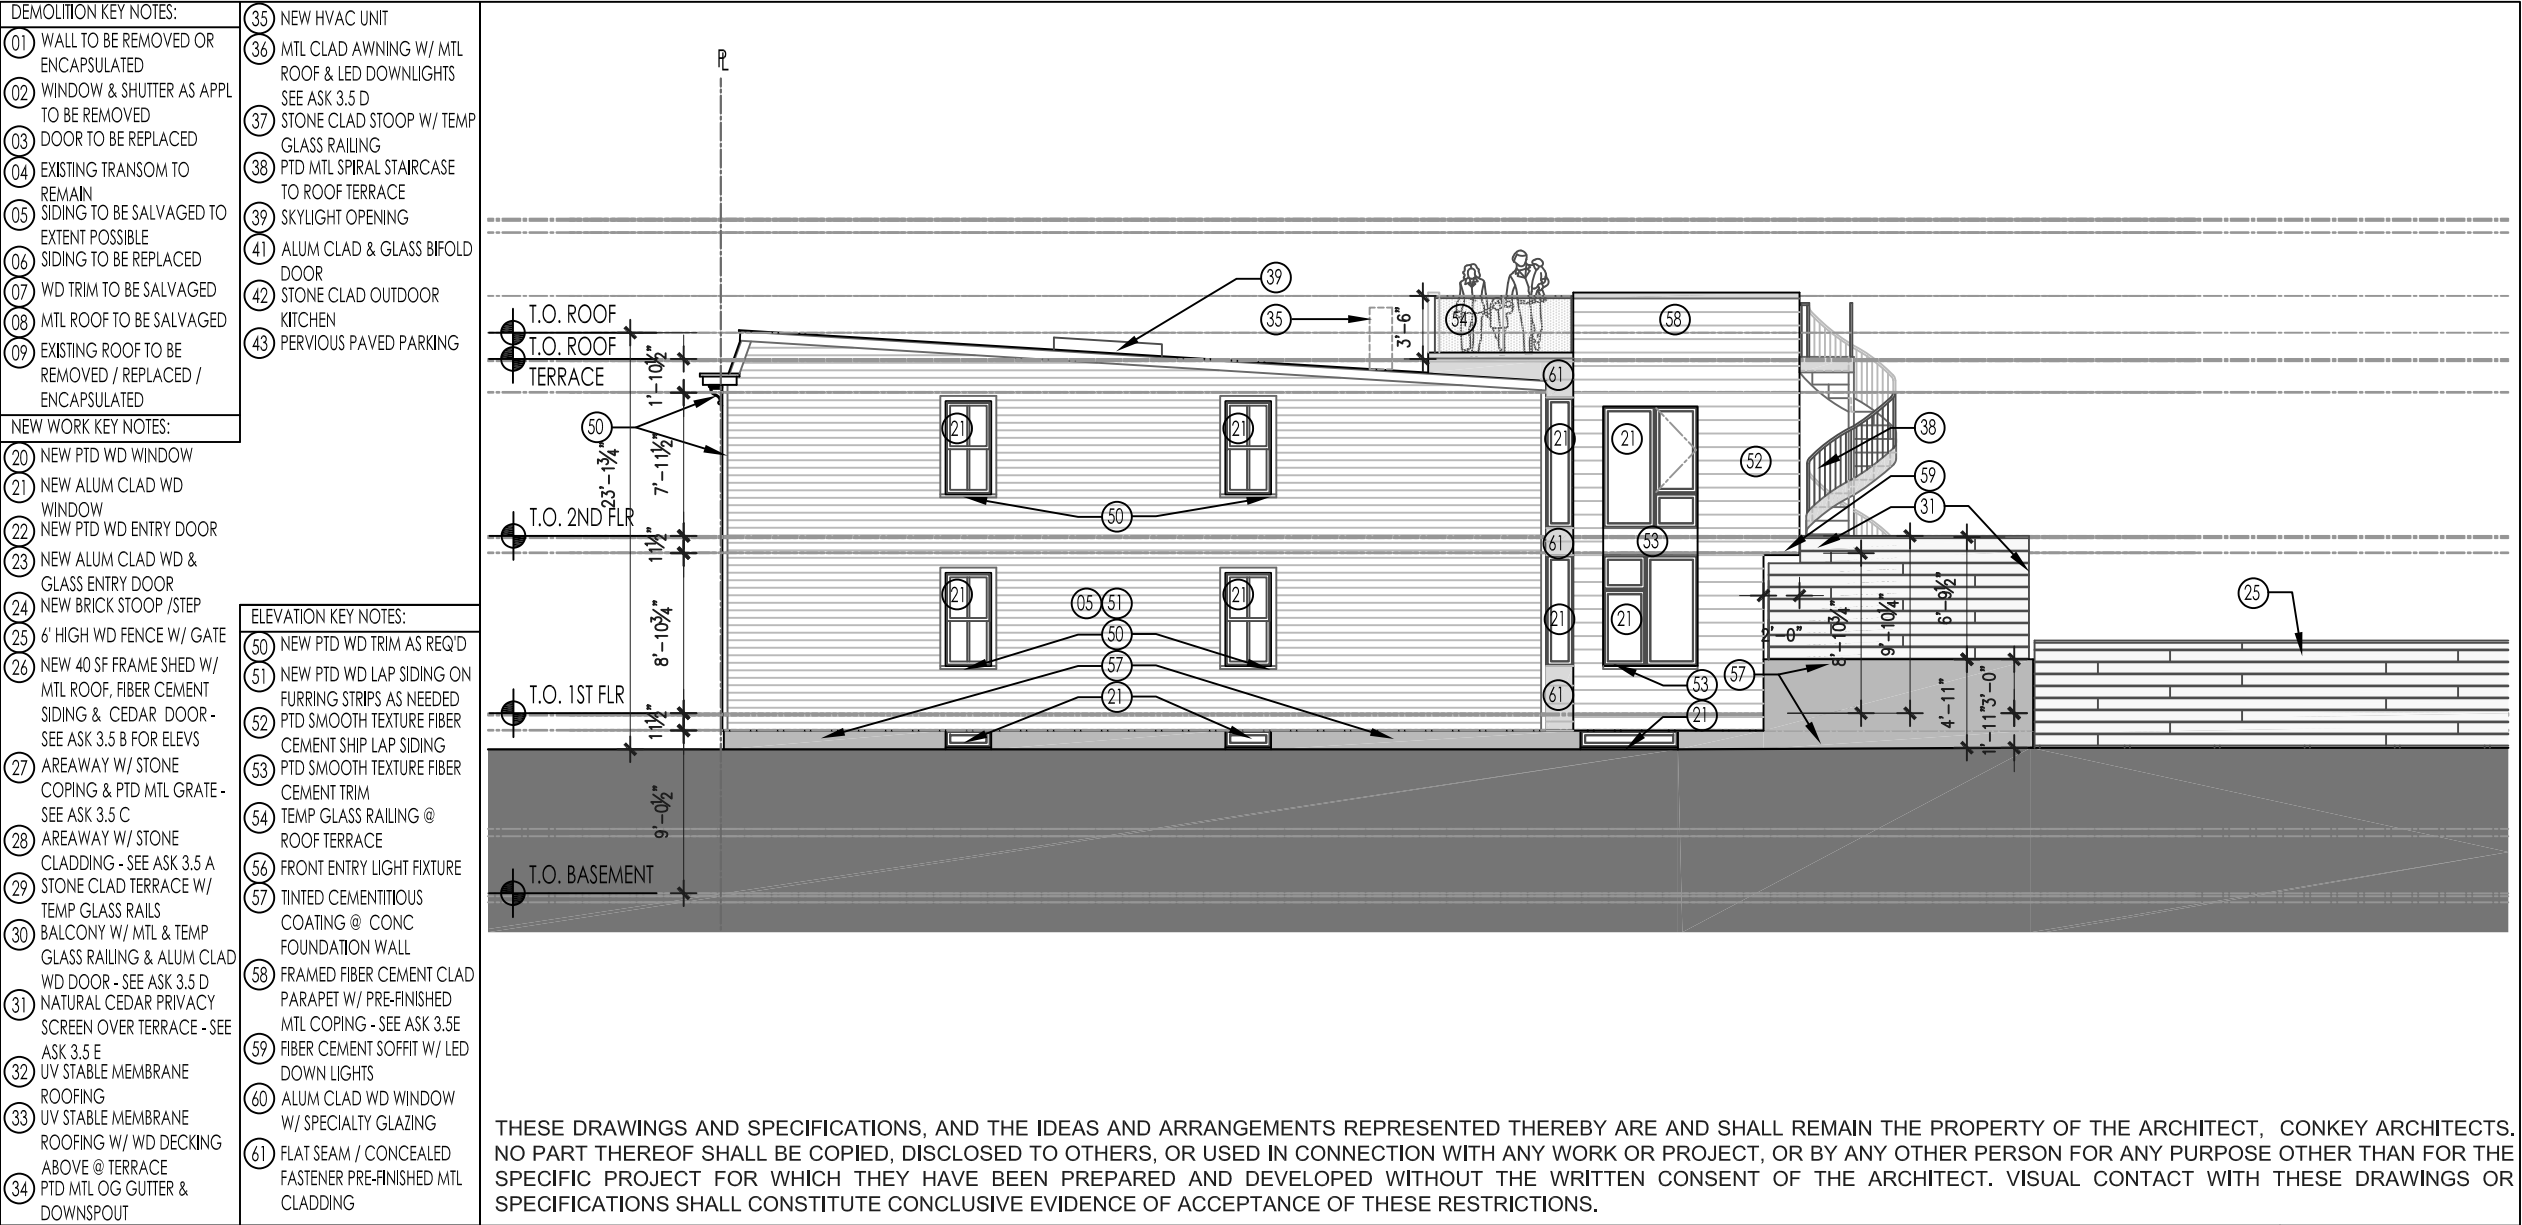 DEMOLITION KEY NOTES:
01 WALL TO BE REMOVED OR
ENCAPSULATED
02 WINDOW & SHUTTER AS APPL
TO BE REMOVED
03 DOOR TO BE REPLACED
04 EXISTING TRANSOM TO
REMAIN
05 SIDING TO BE SALVAGED TO
EXTENT POSSIBLE
06 SIDING TO BE REPLACED
07 WD TRIM TO BE SALVAGED
08 MTL ROOF TO BE SALVAGED
09 EXISTING ROOF TO BE
REMOVED / REPLACED /
ENCAPSULATED
NEW WORK KEY NOTES:
20 NEW PTD WD WINDOW
21 NEW ALUM CLAD WD
WINDOW
22 NEW PTD WD ENTRY DOOR
23 NEW ALUM CLAD WD &
GLASS ENTRY DOOR
24 NEW BRICK STOOP /STEP
25 6' HIGH WD FENCE W/ GATE
26 NEW 40 SF FRAME SHED W/
MTL ROOF, FIBER CEMENT
SIDING & CEDAR DOOR -
SEE ASK 3.5 B FOR ELEVS
27 AREAWAY W/ STONE
COPING & PTD MTL GRATE -
SEE ASK 3.5 C
28 AREAWAY W/ STONE
CLADDING - SEE ASK 3.5 A
29 STONE CLAD TERRACE W/
TEMP GLASS RAILS
30 BALCONY W/ MTL & TEMP
GLASS RAILING & ALUM CLAD
WD DOOR - SEE ASK 3.5 D
31 NATURAL CEDAR PRIVACY
SCREEN OVER TERRACE - SEE
ASK 3.5 E
32 UV STABLE MEMBRANE
ROOFING
33 UV STABLE MEMBRANE
ROOFING W/ WD DECKING
ABOVE @ TERRACE
34 PTD MTL OG GUTTER &
DOWNSPOUT
35 NEW HVAC UNIT
36 MTL CLAD AWNING W/ MTL
ROOF & LED DOWNLIGHTS
SEE ASK 3.5 D
37 STONE CLAD STOOP W/ TEMP
GLASS RAILING
38 PTD MTL SPIRAL STAIRCASE
TO ROOF TERRACE
39 SKYLIGHT OPENING
41 ALUM CLAD & GLASS BIFOLD
DOOR
42 STONE CLAD OUTDOOR
KITCHEN
43 PERVIOUS PAVED PARKING
ELEVATION KEY NOTES:
50 NEW PTD WD TRIM AS REQ'D
51 NEW PTD WD LAP SIDING ON
FURRING STRIPS AS NEEDED
52 PTD SMOOTH TEXTURE FIBER
CEMENT SHIP LAP SIDING
53 PTD SMOOTH TEXTURE FIBER
CEMENT TRIM
54 TEMP GLASS RAILING @
ROOF TERRACE
56 FRONT ENTRY LIGHT FIXTURE
57 TINTED CEMENTITIOUS
COATING @ CONC
FOUNDATION WALL
58 FRAMED FIBER CEMENT CLAD
PARAPET W/ PRE-FINISHED
MTL COPING - SEE ASK 3.5E
59 FIBER CEMENT SOFFIT W/ LED
DOWN LIGHTS
60 ALUM CLAD WD WINDOW
W/ SPECIALTY GLAZING
61 FLAT SEAM / CONCEALED
FASTENER PRE-FINISHED MTL
CLADDING
PL
39
35
54
58
3'-6"
T.O. ROOF
T.O. ROOF
TERRACE
1'-10½"
61
50
21
21
21
21
52
38
59
31
23'-1¾"
7'-11½"
50
T.O. 2ND FLR
11½"
61
53
21
05 51
21
21
21
50
57
21
8'-10¾"
2'-0"
8'-10¾"
9'-10¼"
6'-9½"
25
61
53
57
21
T.O. 1ST FLR
11½"
4'-11"
3'-0"
1'-11"
9'-0½"
T.O. BASEMENT
THESE DRAWINGS AND SPECIFICATIONS, AND THE IDEAS AND ARRANGEMENTS REPRESENTED THEREBY ARE AND SHALL REMAIN THE PROPERTY OF THE ARCHITECT, CONKEY ARCHITECTS.
NO PART THEREOF SHALL BE COPIED, DISCLOSED TO OTHERS, OR USED IN CONNECTION WITH ANY WORK OR PROJECT, OR BY ANY OTHER PERSON FOR ANY PURPOSE OTHER THAN FOR THE
SPECIFIC PROJECT FOR WHICH THEY HAVE BEEN PREPARED AND DEVELOPED WITHOUT THE WRITTEN CONSENT OF THE ARCHITECT. VISUAL CONTACT WITH THESE DRAWINGS OR
SPECIFICATIONS SHALL CONSTITUTE CONCLUSIVE EVIDENCE OF ACCEPTANCE OF THESE RESTRICTIONS.